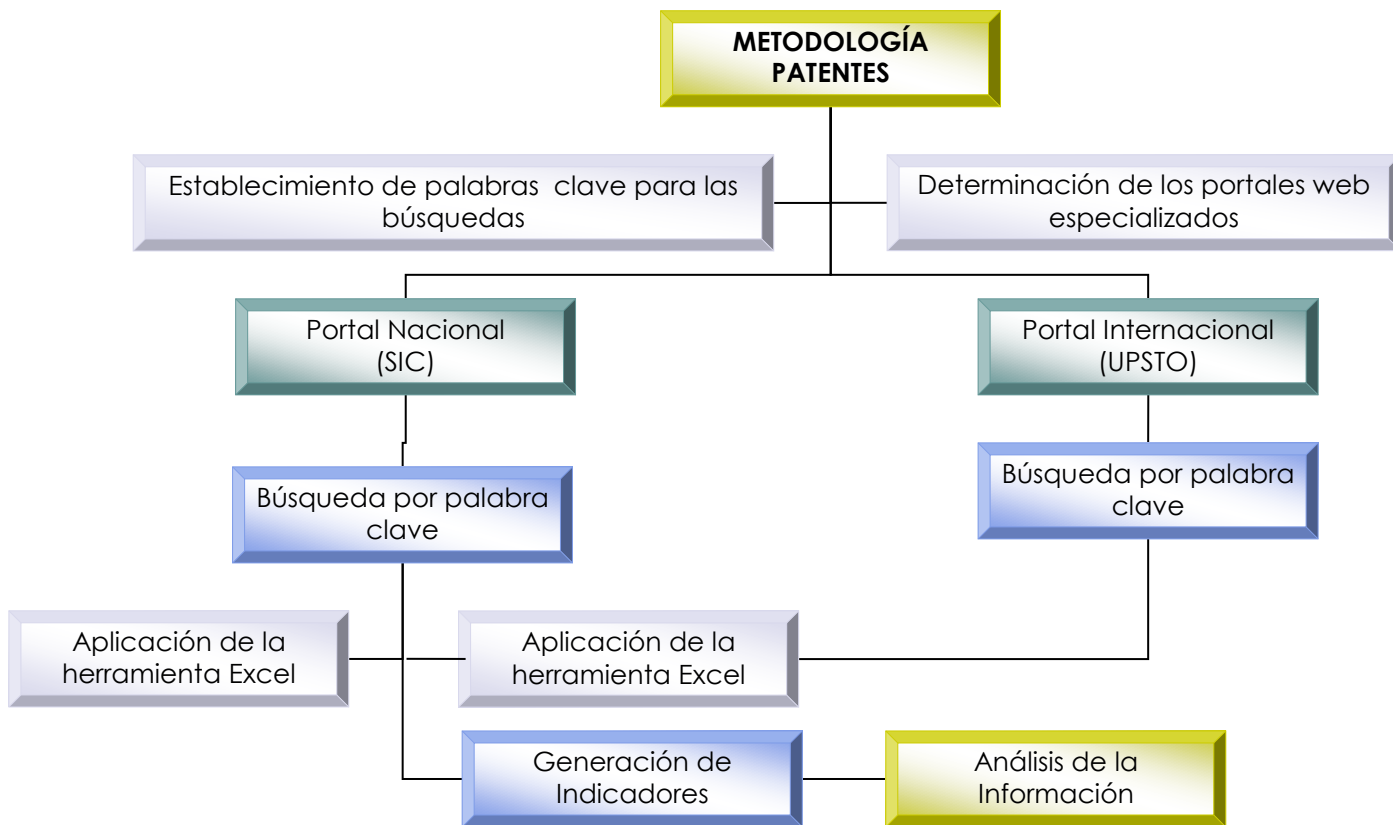 METODOLOGÍA
PATENTES
Establecimiento de palabras clave para las
búsquedas
Determinación de los portales web
especializados
Portal Nacional
(SIC)
Portal Internacional
(UPSTO)
Búsqueda por palabra
clave
Búsqueda por palabra
clave
Aplicación de la
herramienta Excel
Aplicación de la
herramienta Excel
Generación de
Indicadores
Análisis de la
Información